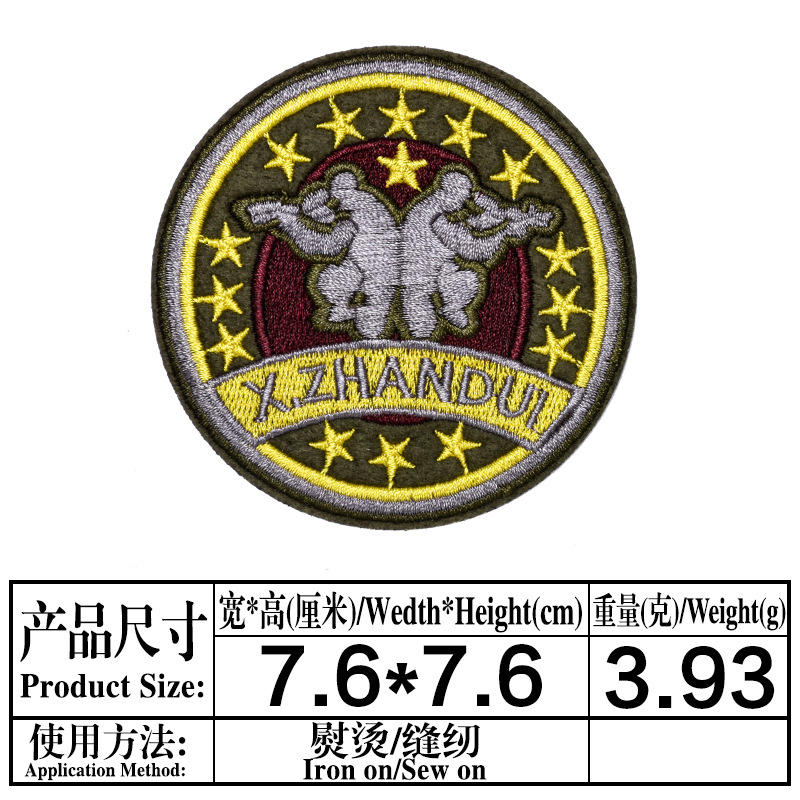 X.ZHANDUI
产品尺寸
Product Size:
宽*高(厘米)/Wedth*Height(cm)
7.6*7.6
重量(克)/Weight(g)
3.93
使用方法:
Application Method:
熨烫/缝纫
Iron on/Sew on